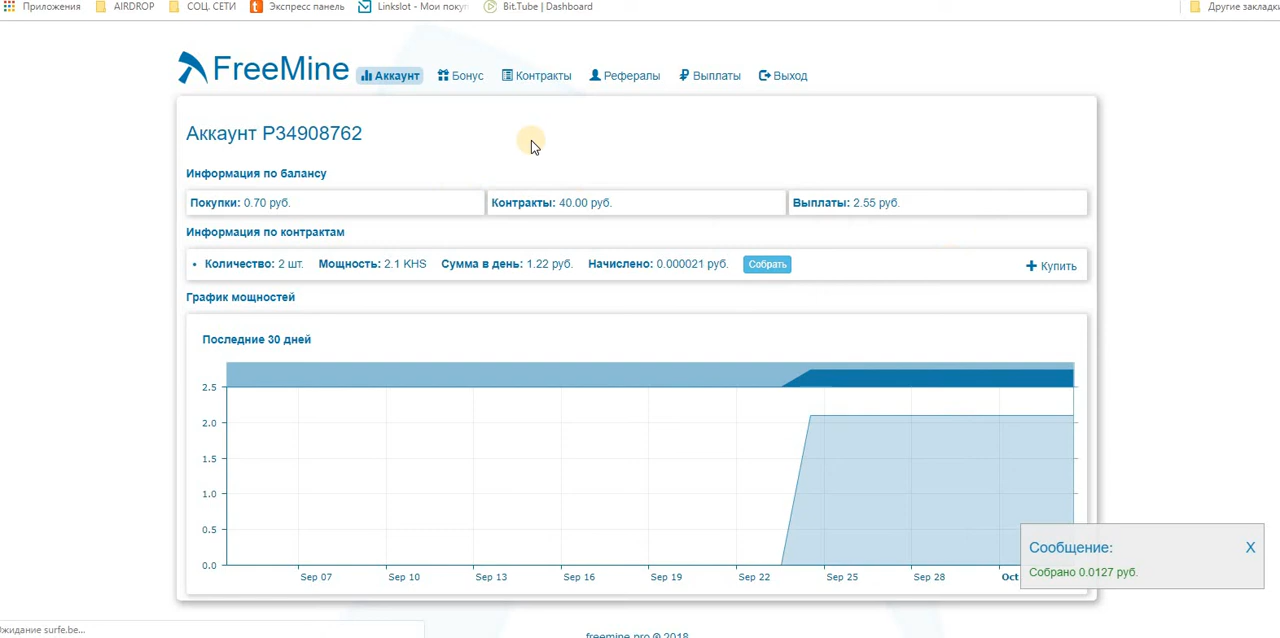 Приложения AIRDROP СОЦ. СЕТИ Экспресс панель Linkslot - Мои покуп Bit.Tube | Dashboard Другие закладки
FreeMine Аккаунт Бонус Контракты Рефералы Выплаты Выход
Аккаунт P34908762
Информация по балансу
Покупки: 0.70 руб. Контракты: 40.00 руб. Выплаты: 2.55 руб.
Информация по контрактам
• Количество: 2 шт. Мощность: 2.1 KHS Сумма в день: 1.22 руб. Начислено: 0.000021 руб. Собрать + Купить
График мощностей
Последние 30 дней
2.5
2.0
1.5
1.0
0.5
0.0
Sep 07 Sep 10 Sep 13 Sep 16 Sep 19 Sep 22 Sep 25 Sep 28 Oct
Сообщение: X
Собрано 0.0127 руб.
Ожидание surfe.be...
freemine.pro © 2018